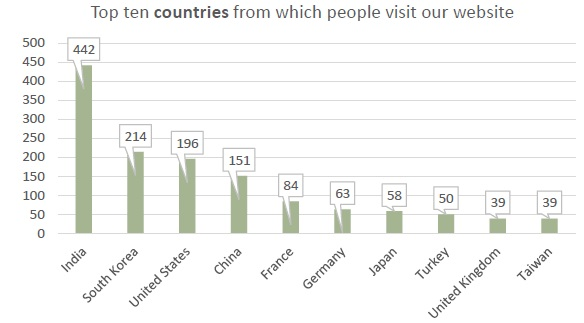 Top ten countries from which people visit our website
500
450
400
350
300
250
200
150
100
50
0
442
214
196
151
84
63
58
50
39
39
India
South Korea
United States
China
France
Germany
Japan
Turkey
United Kingdom
Taiwan